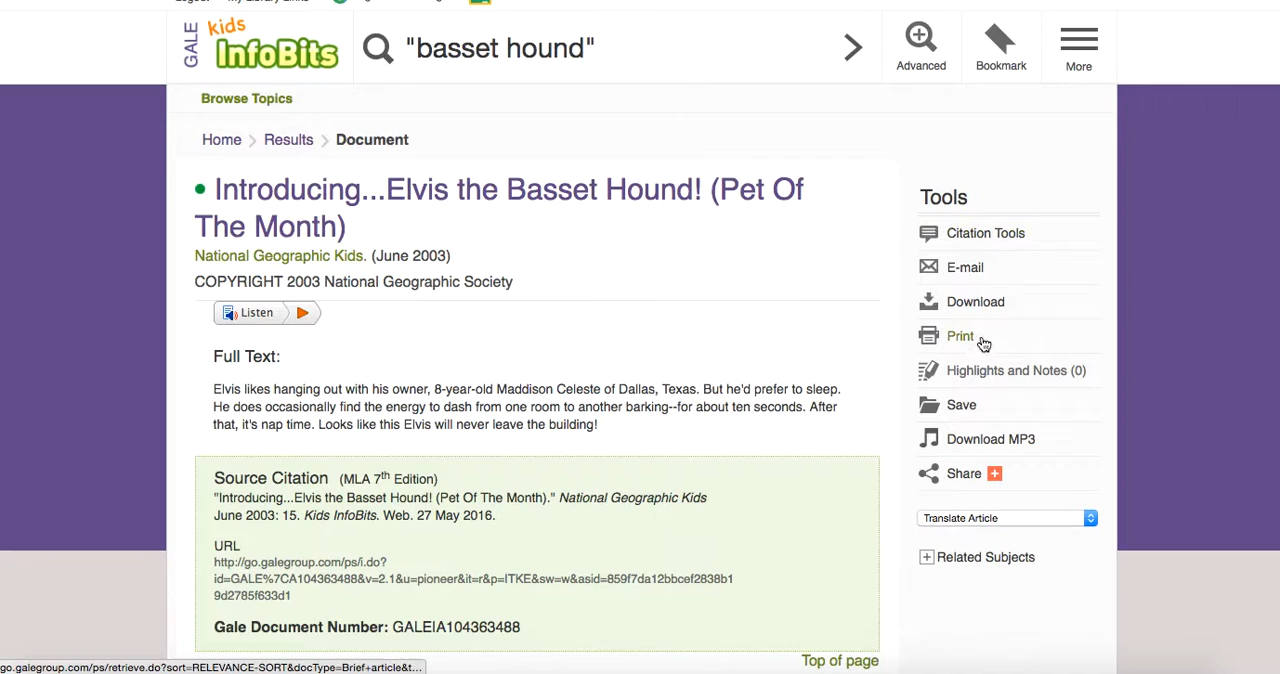 GALE kids InfoBits
"basset hound"
Advanced
Bookmark
More
Browse Topics
Home
Results
Document
Introducing...Elvis the Basset Hound! (Pet Of
The Month)
National Geographic Kids. (June 2003)
COPYRIGHT 2003 National Geographic Society
Listen
Full Text:
Elvis likes hanging out with his owner, 8-year-old Maddison Celeste of Dallas, Texas. But he'd prefer to sleep.
He does occasionally find the energy to dash from one room to another barking--for about ten seconds. After
that, it's nap time. Looks like this Elvis will never leave the building!
Source Citation (MLA 7th Edition)
"Introducing...Elvis the Basset Hound! (Pet Of The Month)." National Geographic Kids
June 2003: 15. Kids InfoBits. Web. 27 May 2016.
URL
http://go.galegroup.com/ps/i.do?
id=GALE%7CA104363488&v=2.1&u=pioneer&it=r&p=ITKE&sw=w&asid=859f7da12bbcef2838b1
9d2785f633d1
Gale Document Number: GALE|A104363488
Top of page
Tools
Citation Tools
E-mail
Download
Print
Highlights and Notes (0)
Save
Download MP3
Share
Translate Article
Related Subjects
go.galegroup.com/ps/retrieve.do?sort=RELEVANCE-SORT&docType=Brief+article&t...